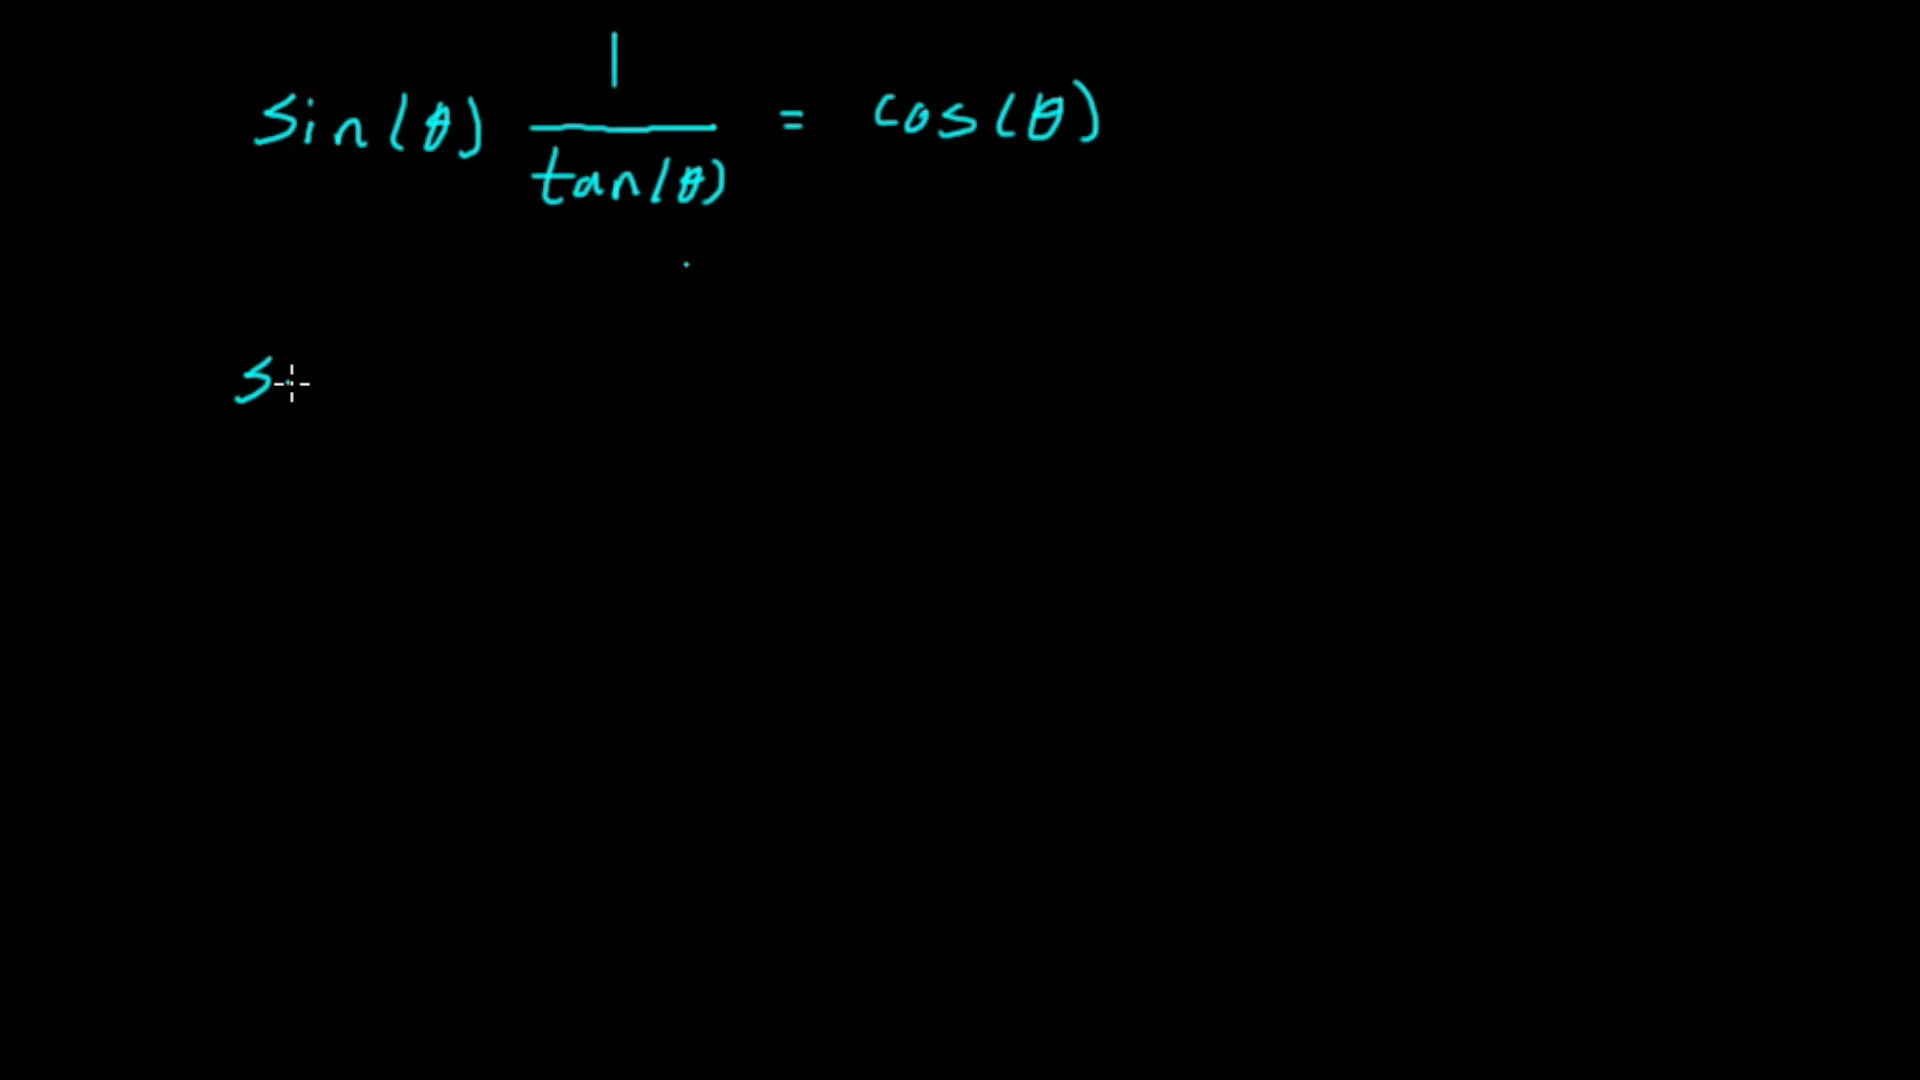 sin(θ) 1/tan(θ) = cos(θ)
s